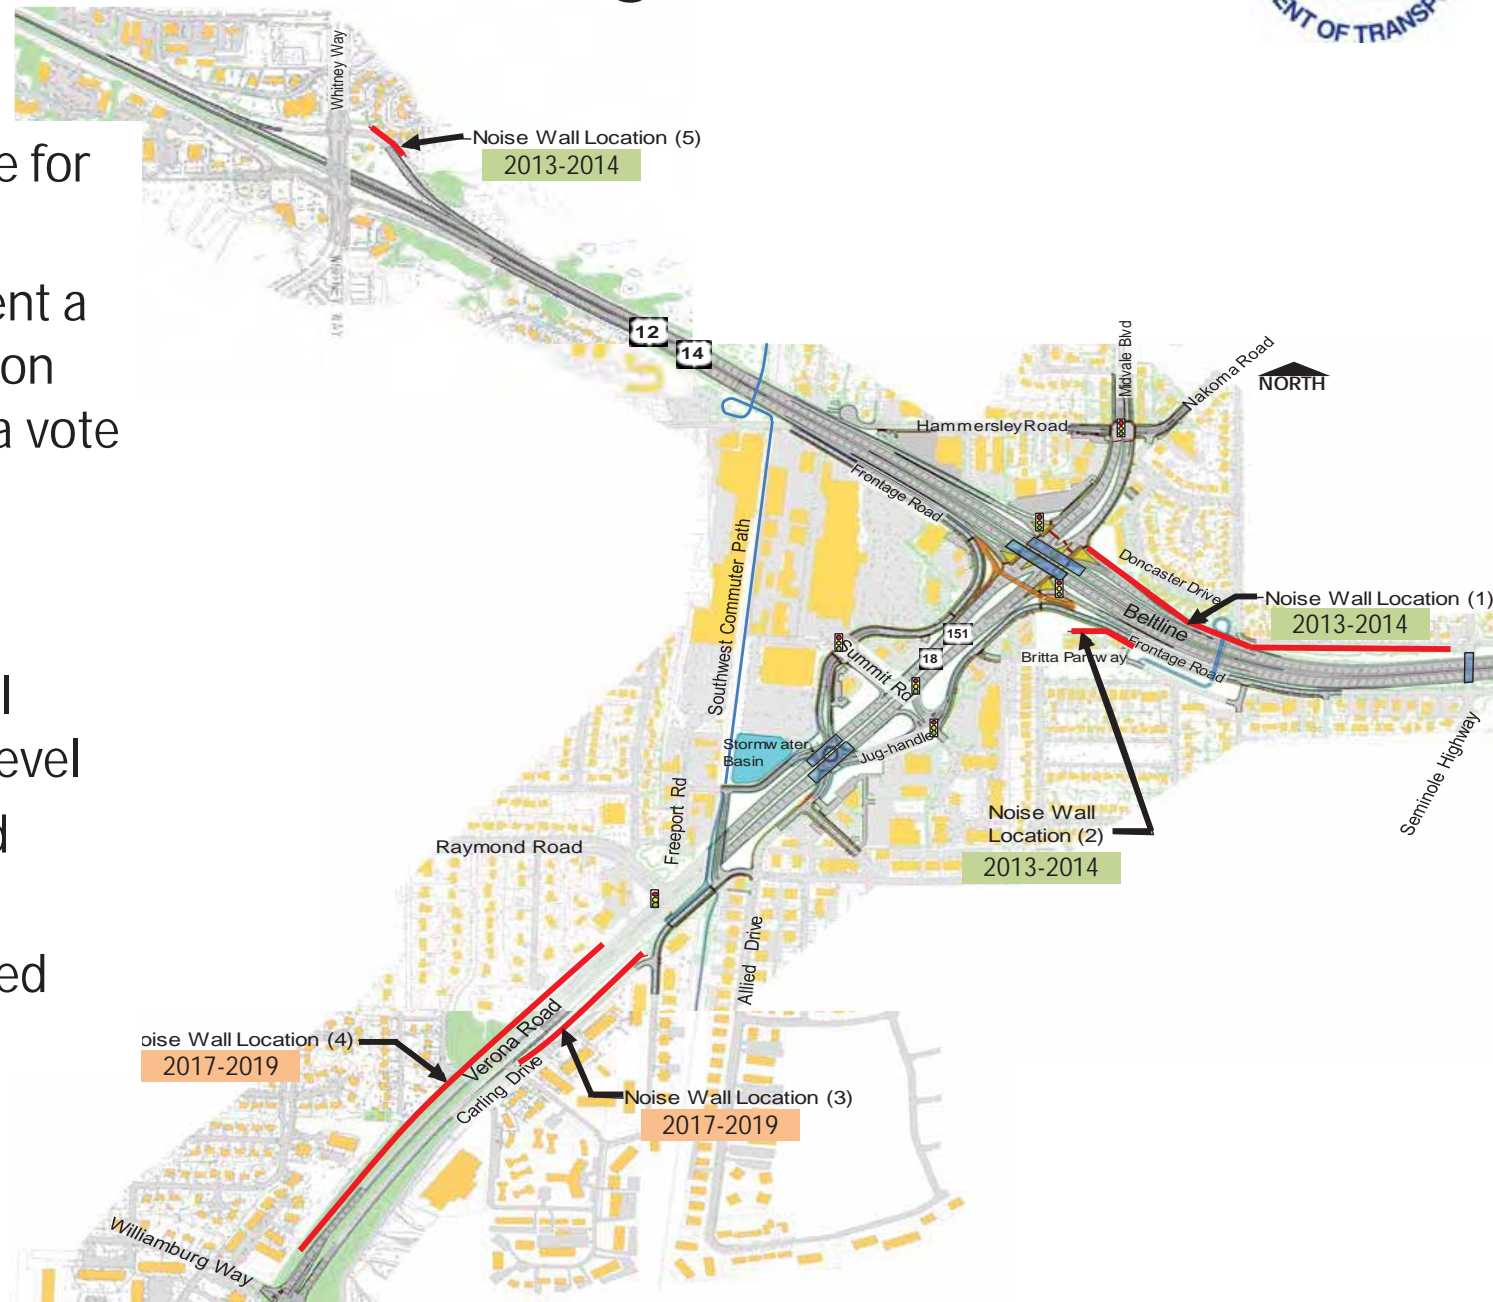 ENT OF TRANSP
e for
ent a
on
a vote
l
evel
d
ed
Whitney Way
Noise Wall Location (5)
2013-2014
WHITNEY WAY
12
14
Midvale Blvd
Nakoma Road
NORTH
Hammersley Road
Frontage Road
Southwest Commuter Path
Doncaster Drive
Noise Wall Location (1)
2013-2014
Beltline
151
18
Summit Rd
Britta Parkway
Frontage Road
Stormwater
Basin
Jug-handle
Seminole Highway
Noise Wall
Location (2)
2013-2014
Freeport Rd
Raymond Road
Allied Drive
oise Wall Location (4)
2017-2019
Verona Road
Carling Drive
Noise Wall Location (3)
2017-2019
Williamburg Way